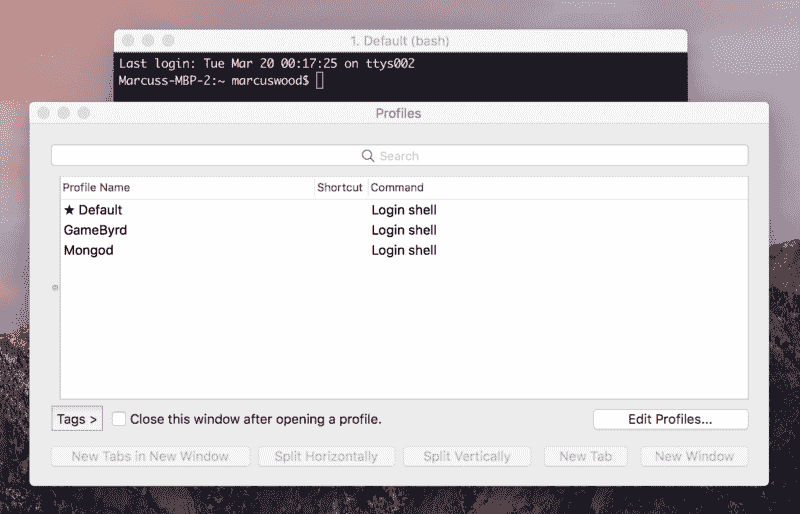 1. Default (bash)
Last login: Tue Mar 20 00:17:25 on ttys002
Marcuss-MBP-2:~ marcuswood$
Profiles
Search
Profile Name Shortcut Command
★ Default Login shell
GameByrd Login shell
Mongod Login shell
Tags > Close this window after opening a profile. Edit Profiles...
New Tabs in New Window Split Horizontally Split Vertically New Tab New Window